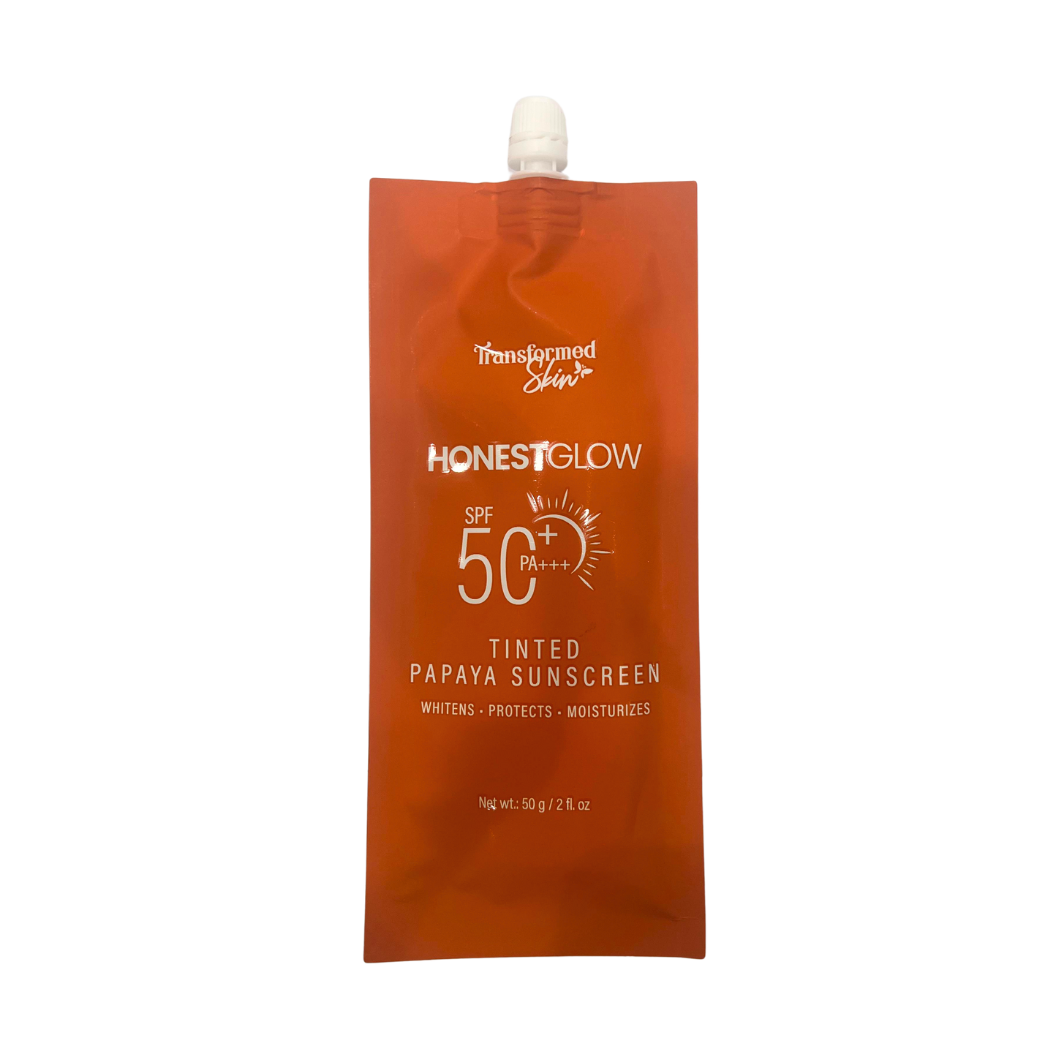 Transformed
Skin
HONESTGLOW
SPF
50+
PA+++
TINTED
PAPAYA SUNSCREEN
WHITENS • PROTECTS • MOISTURIZES
Net wt.: 50 g / 2 fl. oz